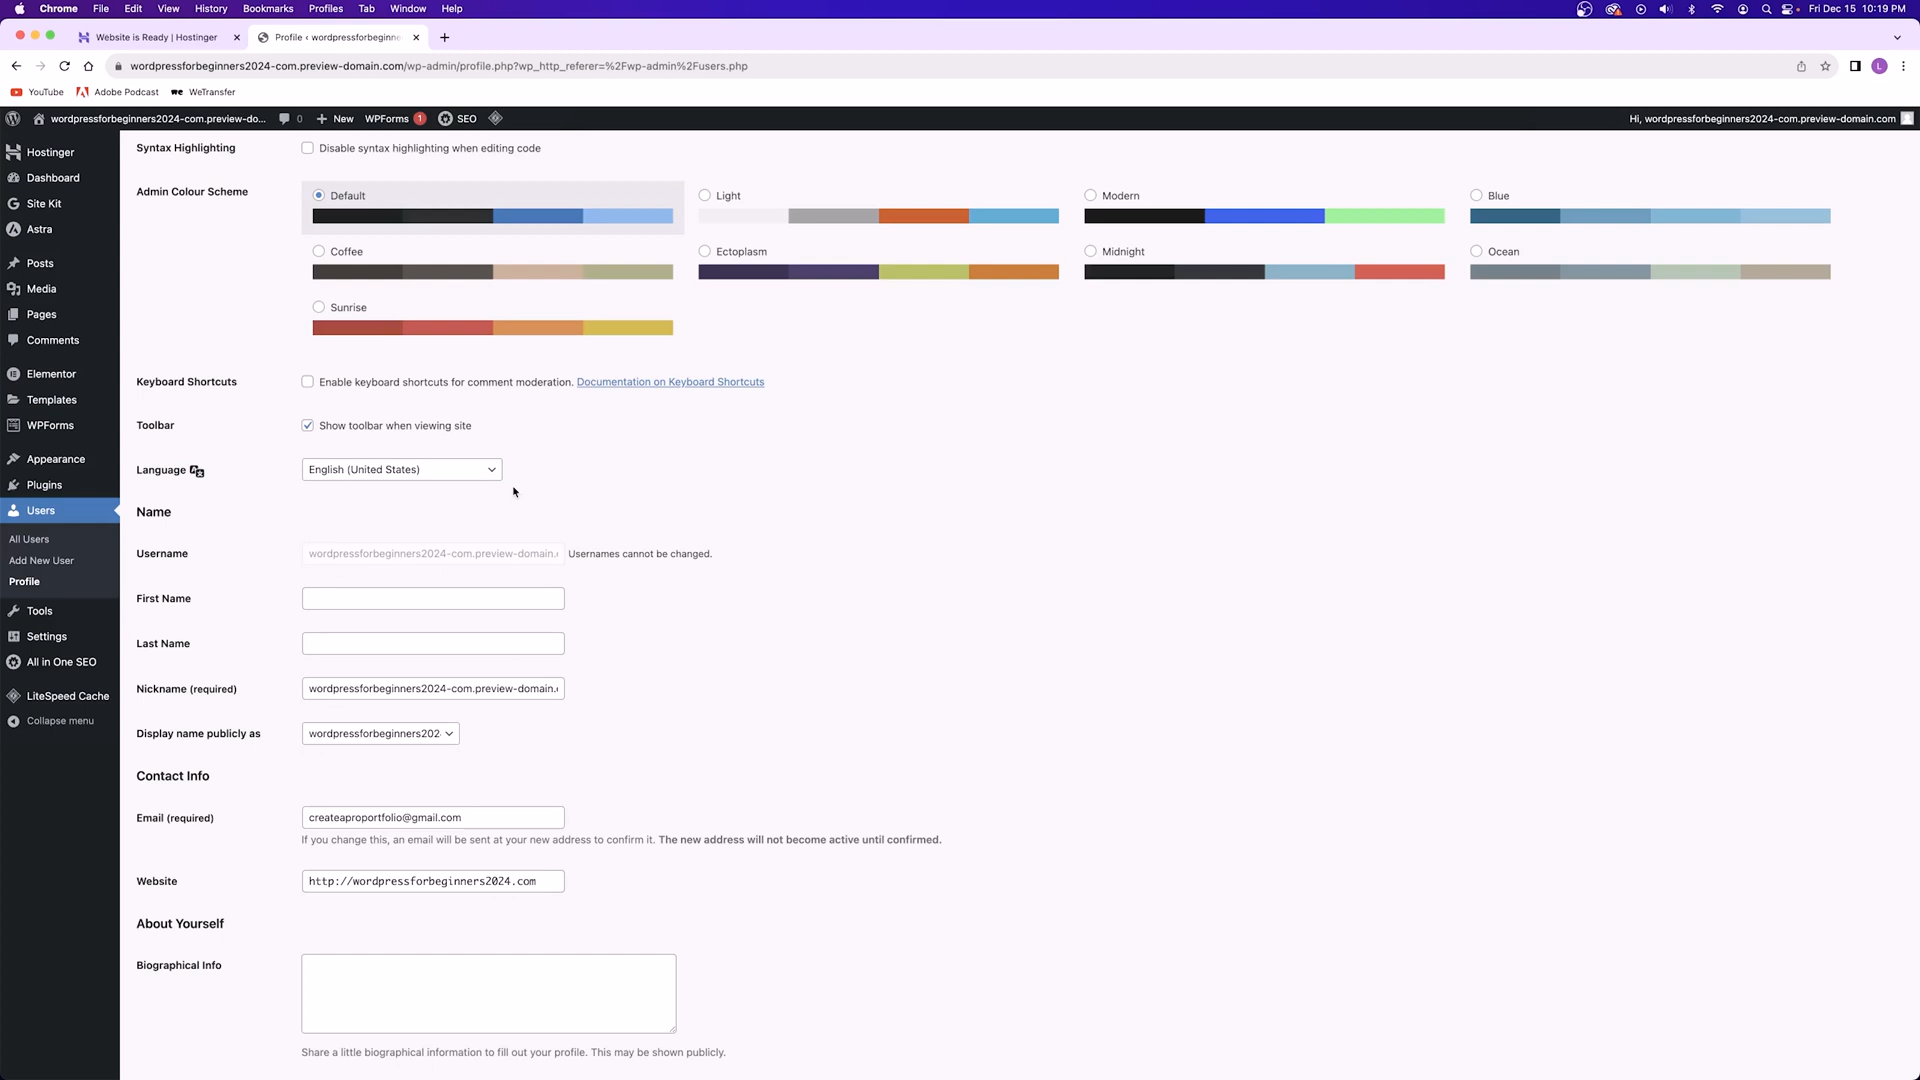 Chrome File Edit View History Bookmarks Profiles Tab Window Help Fri Dec 15 10:19 PM
Website is Ready | Hostinger Profile ‹ wordpressforbeginne
wordpressforbeginners2024-com.preview-domain.com/wp-admin/profile.php?wp_http_referer=%2Fwp-admin%2Fusers.php L
YouTube Adobe Podcast WeTransfer
wordpressforbeginners2024-com.preview-do... 0 New WPForms 1 SEO Hi, wordpressforbeginners2024-com.preview-domain.com
Hostinger
Dashboard
Site Kit
Astra
Posts
Media
Pages
Comments
Elementor
Templates
WPForms
Appearance
Plugins
Users
All Users
Add New User
Profile
Tools
Settings
All in One SEO
LiteSpeed Cache
Collapse menu
Syntax Highlighting Disable syntax highlighting when editing code
Admin Colour Scheme Default Light Modern Blue
Coffee Ectoplasm Midnight Ocean
Sunrise
Keyboard Shortcuts Enable keyboard shortcuts for comment moderation. Documentation on Keyboard Shortcuts
Toolbar Show toolbar when viewing site
Language English (United States)
Name
Username wordpressforbeginners2024-com.preview-domain. Usernames cannot be changed.
First Name
Last Name
Nickname (required) wordpressforbeginners2024-com.preview-domain.
Display name publicly as wordpressforbeginners202
Contact Info
Email (required) createaproportfolio@gmail.com
If you change this, an email will be sent at your new address to confirm it. The new address will not become active until confirmed.
Website http://wordpressforbeginners2024.com
About Yourself
Biographical Info
Share a little biographical information to fill out your profile. This may be shown publicly.